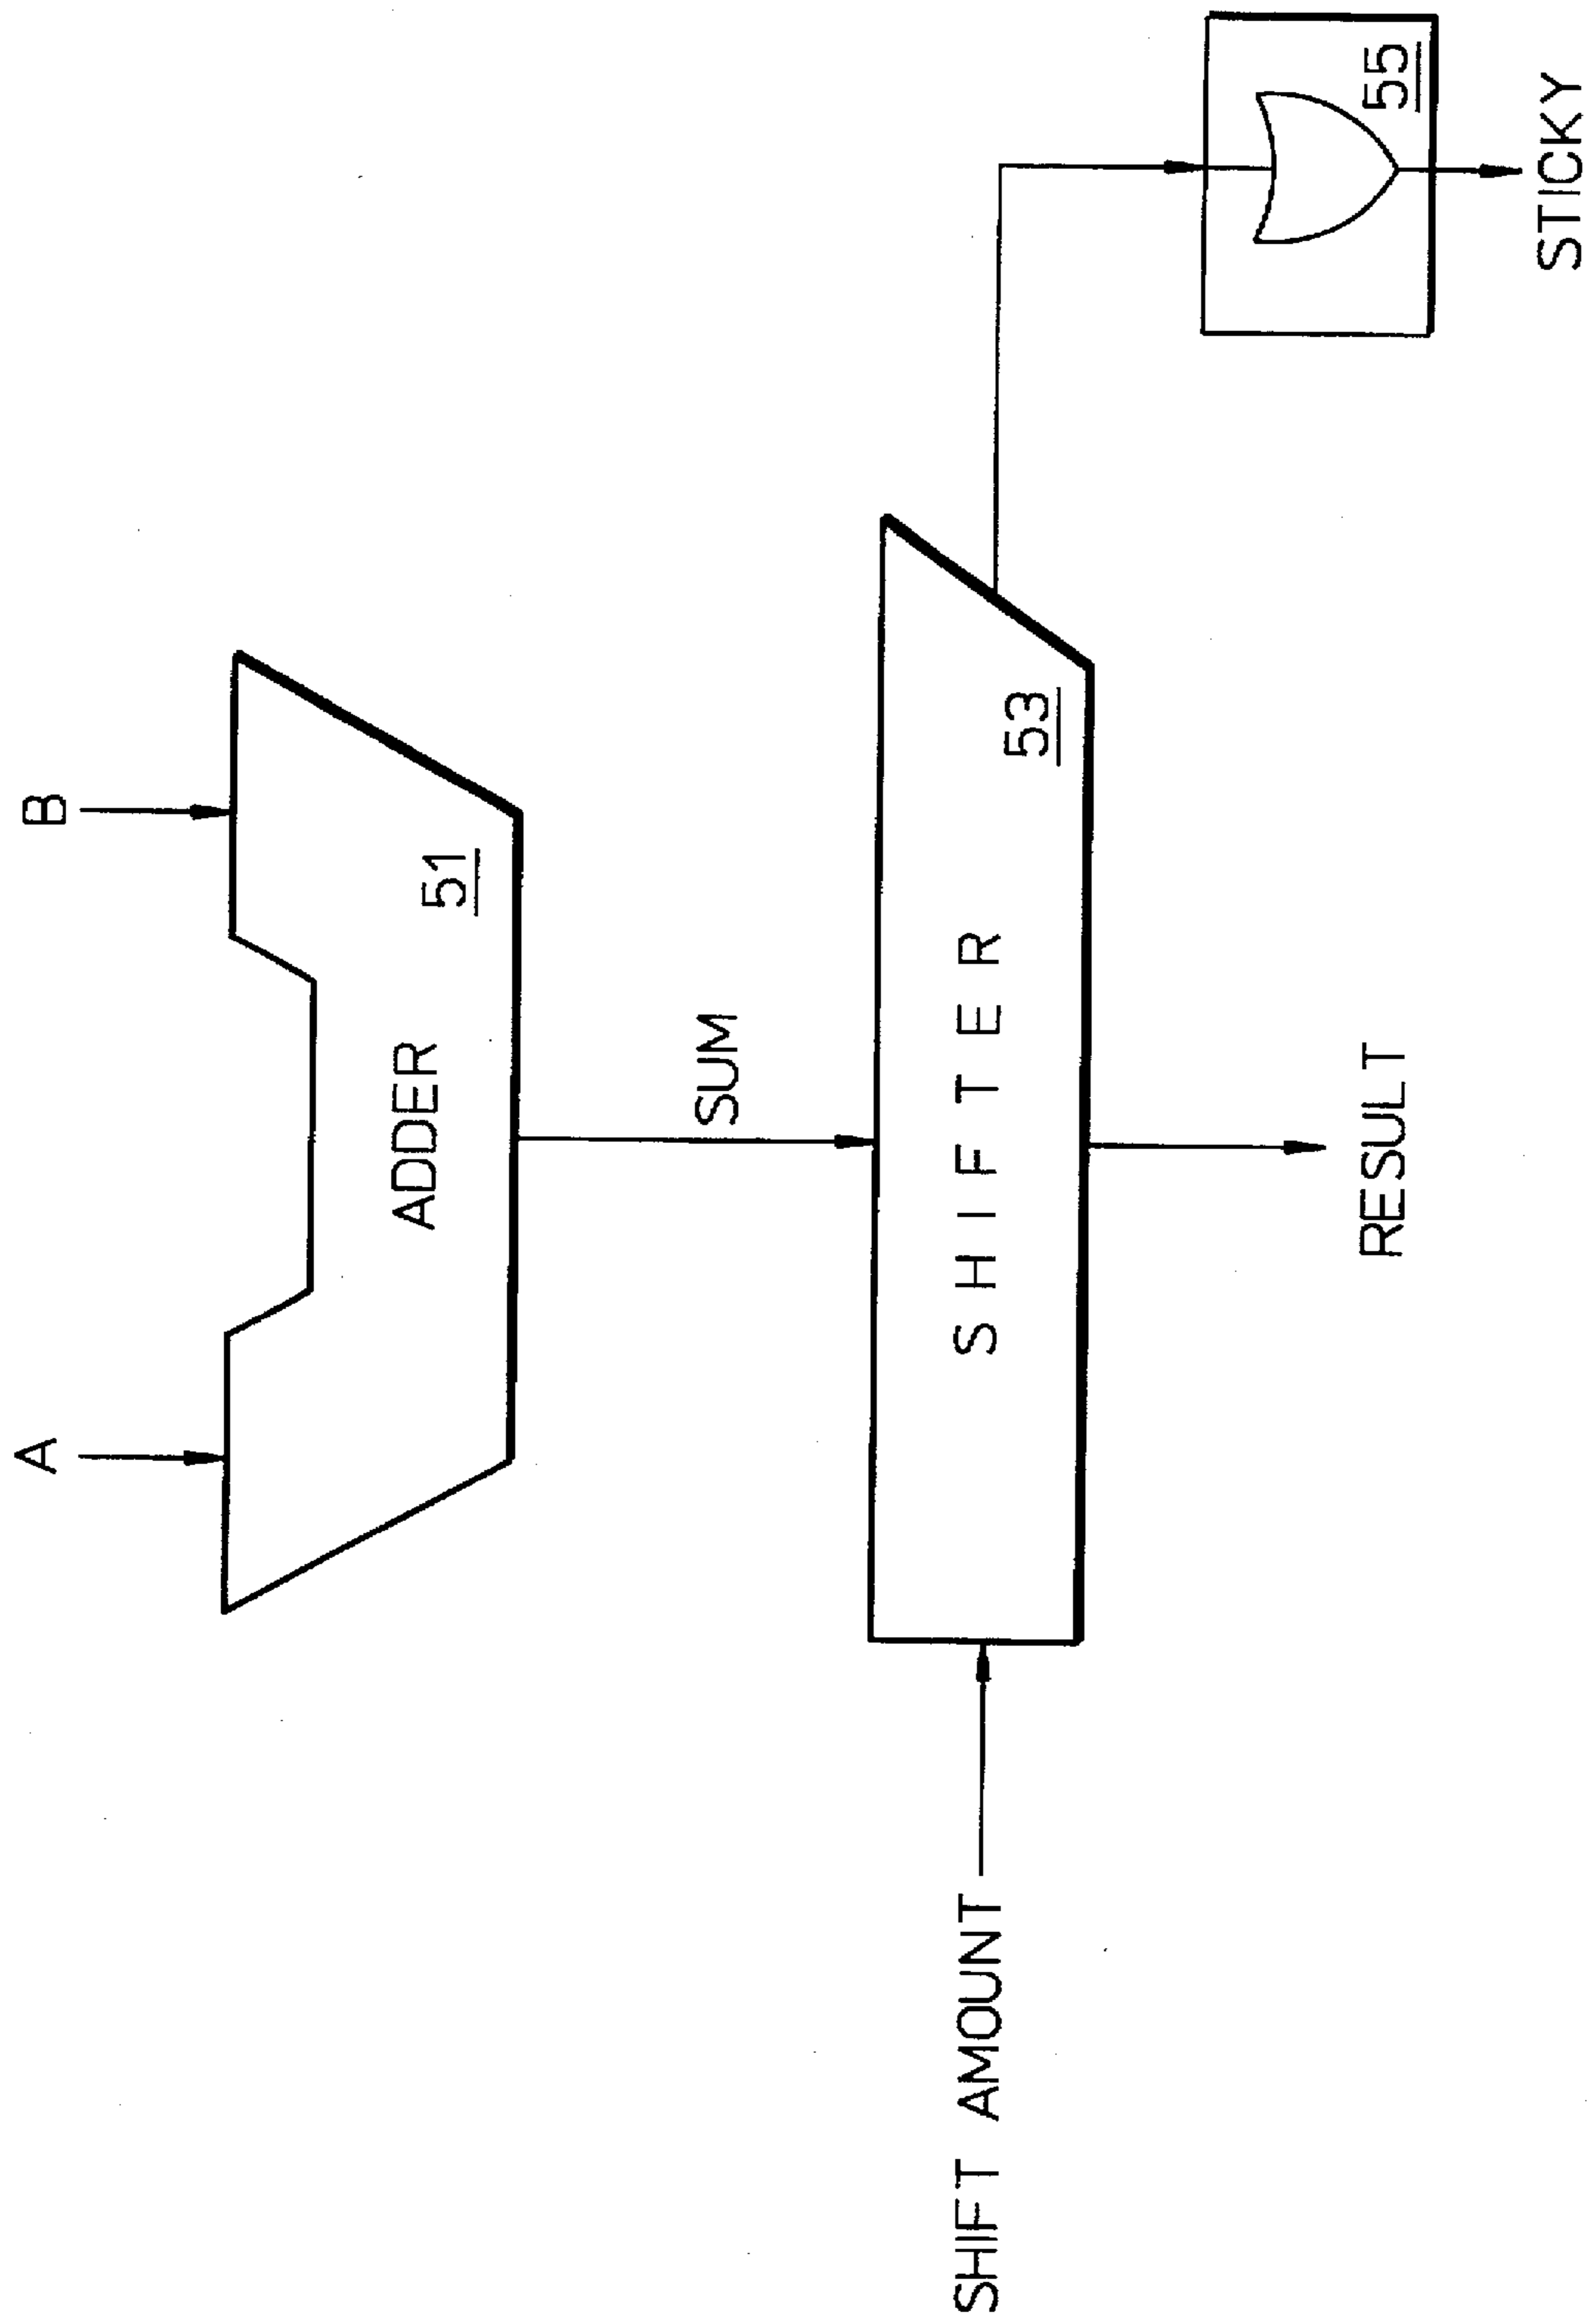 A
B
ADDER
51
SUM
SHIFT AMOUNT
SHIFTER
53
RESULT
55
STICKY